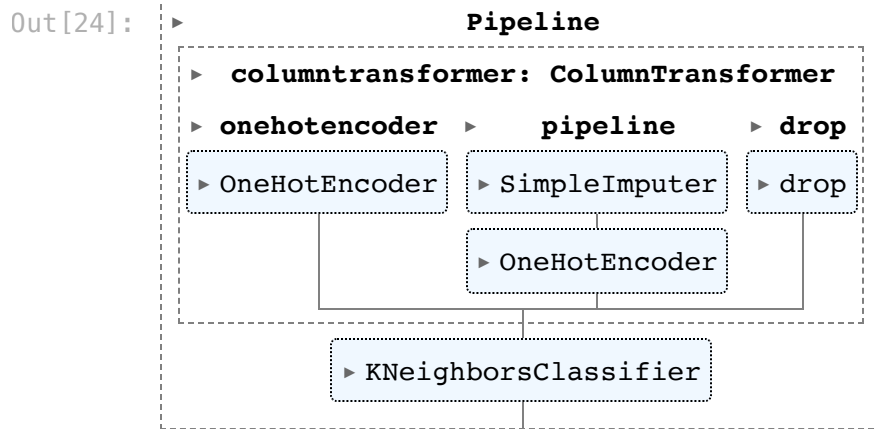 Out[24]:
Pipeline
columntransformer: ColumnTransformer
onehotencoder pipeline drop
OneHotEncoder SimpleImputer drop
OneHotEncoder
KNeighborsClassifier